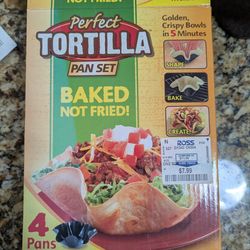 NOT FRIED!
Perfect
TORTILLA
PAN SET
Golden,
Crispy Bowls
in 5 Minutes
SHAPE
BAKE
CREATE
BAKED
NOT FRIED!
ROSS
$7.99
4
Pans